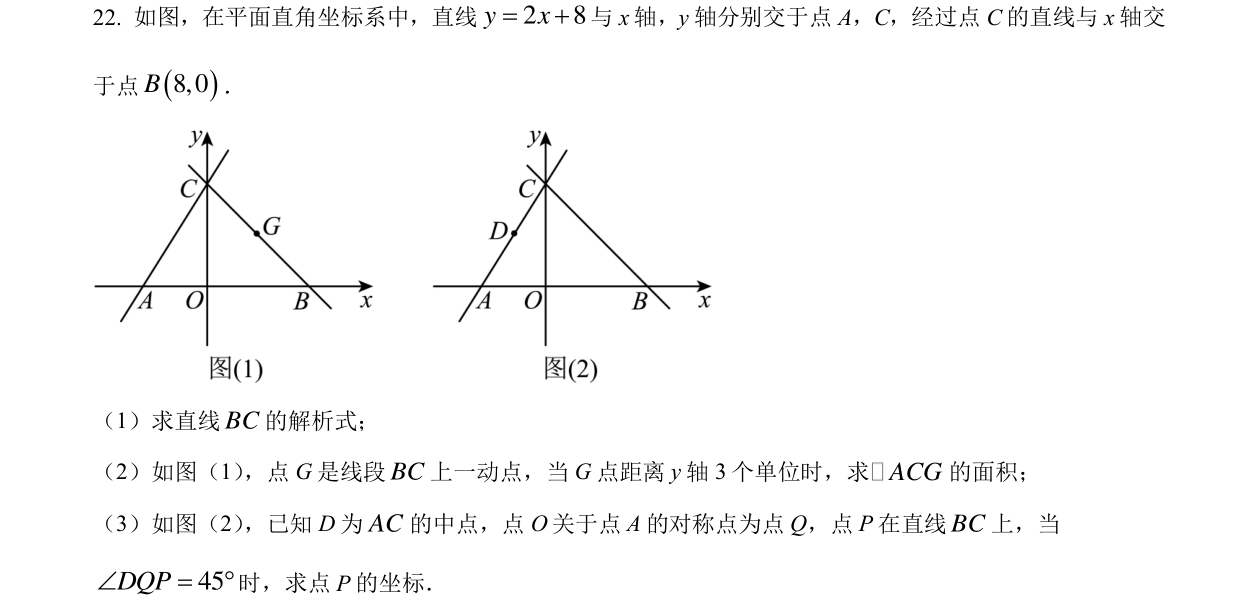 22. 如图，在平面直角坐标系中，直线 y = 2x+8 与 x 轴，y 轴分别交于点 A，C，经过点 C 的直线与 x 轴交
于点 B(8,0)．
y
C
G
A
O
B
x
图(1)
y
C
D
A
O
B
x
图(2)
（1）求直线 BC 的解析式；
（2）如图（1），点 G 是线段 BC 上一动点，当 G 点距离 y 轴 3 个单位时，求□ ACG 的面积；
（3）如图（2），已知 D 为 AC 的中点，点 O 关于点 A 的对称点为点 Q，点 P 在直线 BC 上，当
∠DQP = 45° 时，求点 P 的坐标．